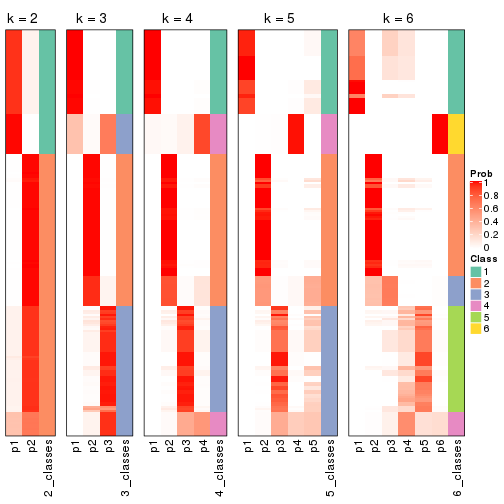 k = 2
k = 3
k = 4
k = 5
k = 6
Prob
1
0.8
0.6
0.4
0.2
0
Class
1
2
3
4
5
6
p1
p2
2_classes
p1
p2
p3
3_classes
p1
p2
p3
p4
4_classes
p1
p2
p3
p4
p5
5_classes
p1
p2
p3
p4
p5
p6
6_classes